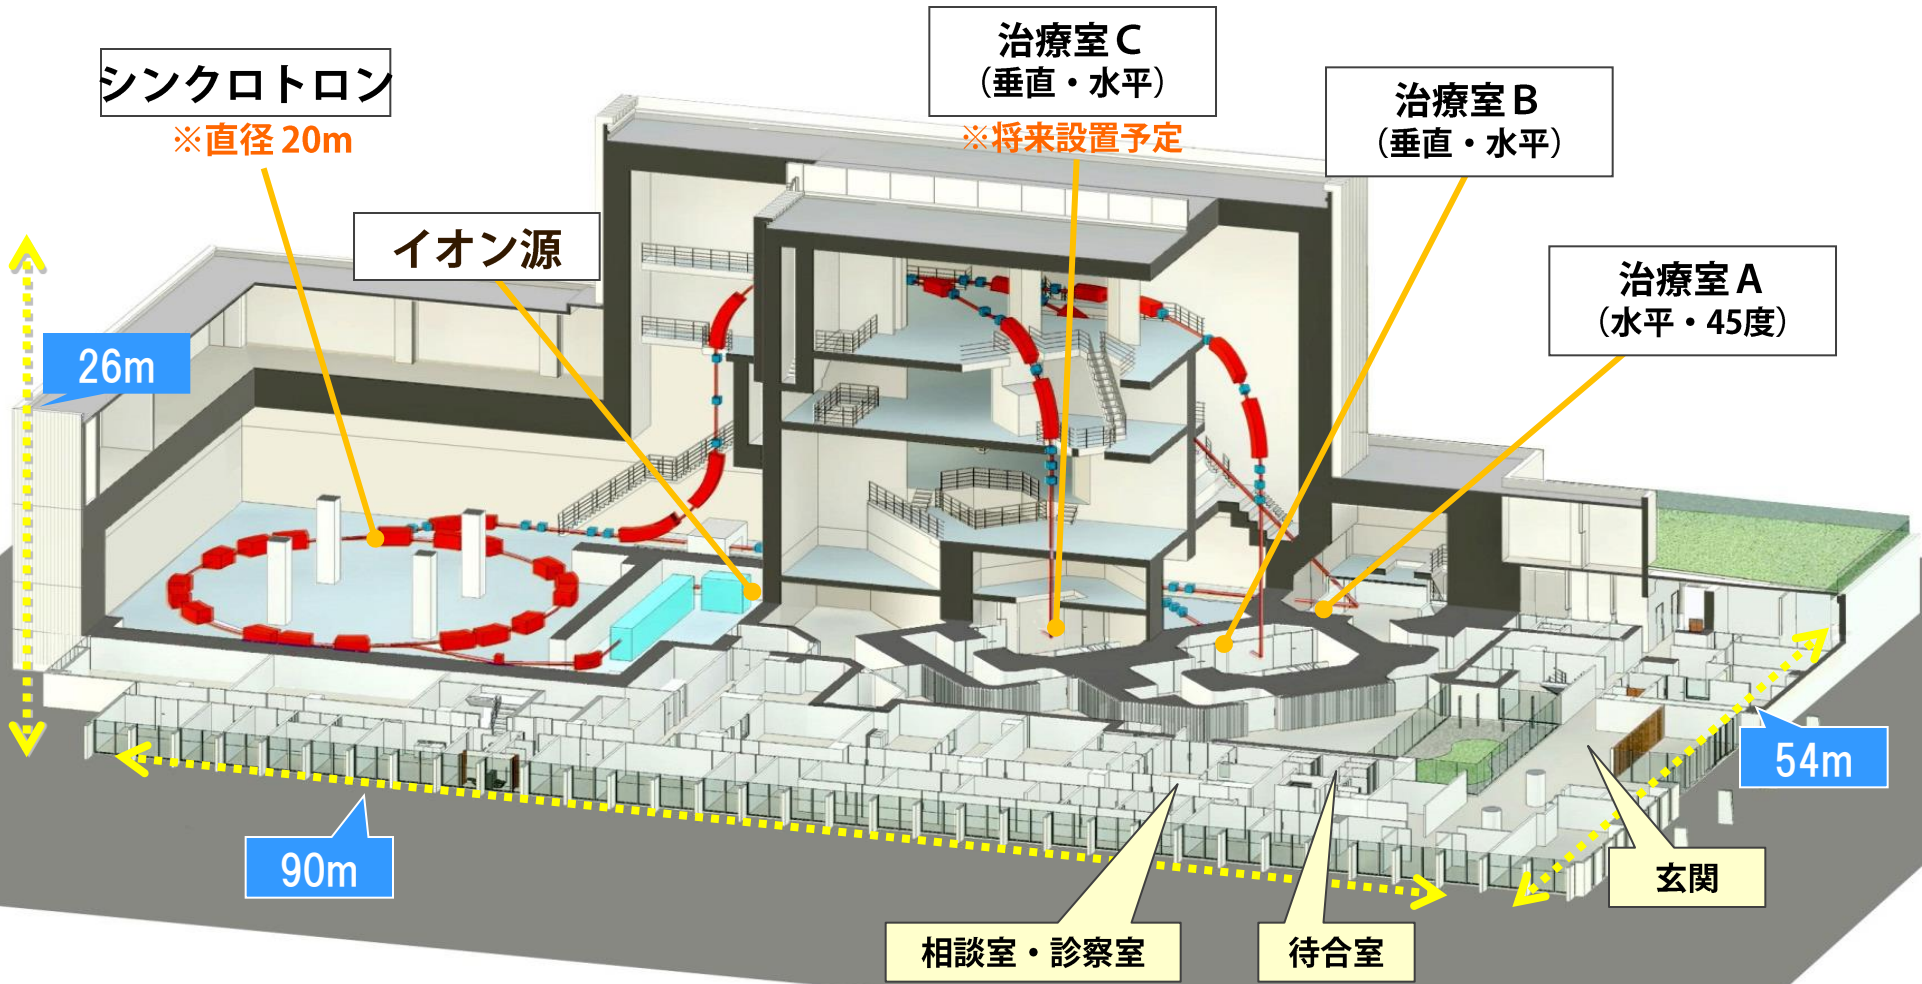 シンクロトロン
※直径 20m
イオン源
治療室C
(垂直・水平)
※将来設置予定
治療室B
(垂直・水平)
治療室A
(水平・45度)
26m
90m
54m
相談室・診察室
待合室
玄関